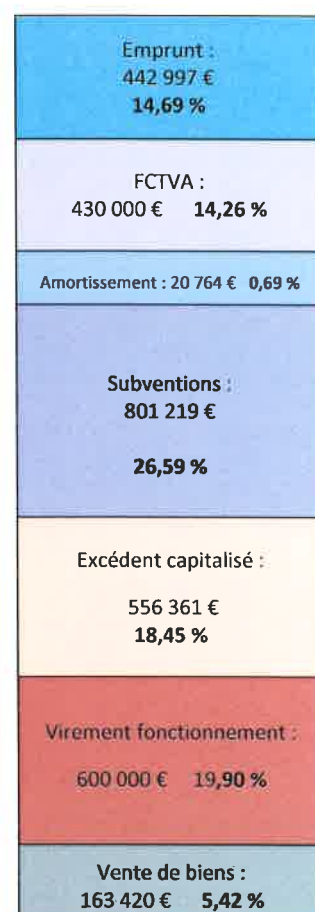 Emprunt :
442 997 €
14,69 %
FCTVA :
430 000 € 14,26 %
Amortissement : 20 764 € 0,69 %
Subventions :
801 219 €
26,59 %
Excédent capitalisé :
556 361 €
18,45 %
Virement fonctionnement :
600 000 € 19,90 %
Vente de biens :
163 420 € 5,42 %